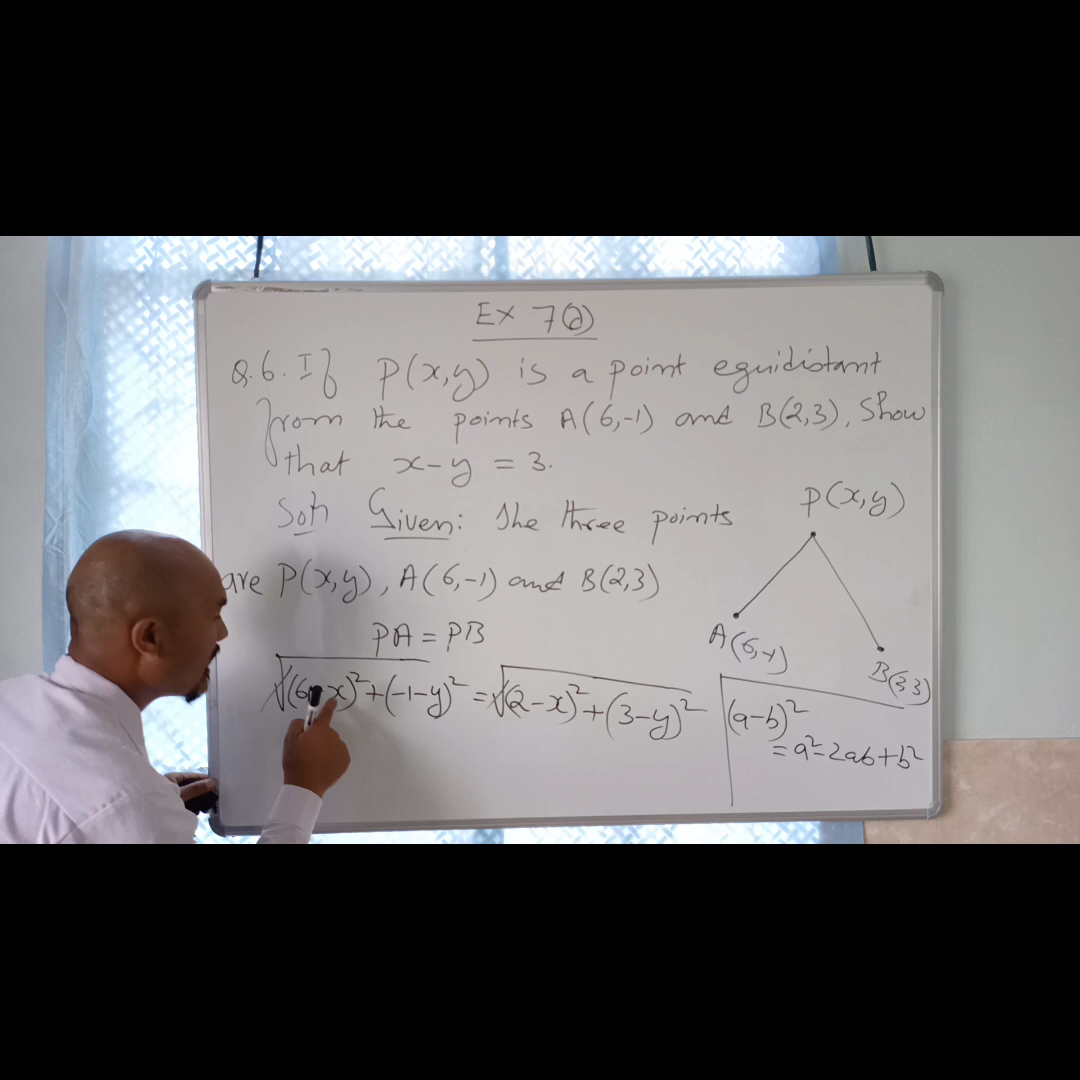 Ex 7(d)
Q.6. If P(x,y) is a point equidistant
from the points A(6,-1) and B(2,3), Show
that x-y = 3.
Soln Given: The three points
are P(x,y), A(6,-1) and B(2,3)
P(x,y)
A(6,-1)
B(2,3)
PA = PB
√(6-x)²+(-1-y)² = √(2-x)²+(3-y)²
(a-b)²
= a²-2ab+b²